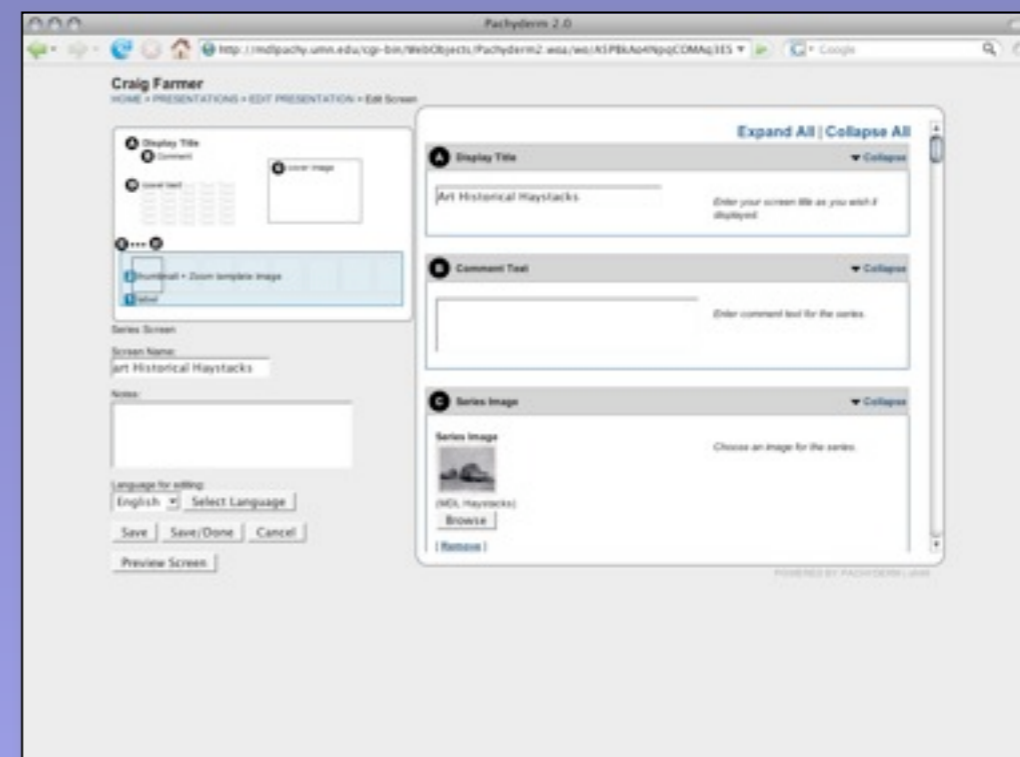 Pachyderm 2.0
Google
Craig Farmer
HOME > PRESENTATIONS > EDIT PRESENTATION > Edit Screen
A Display Title
B Comment
cover image
cover text
thumbnail + Zoom template image
label
Series Screen
Screen Name:
art Historical Haystacks
Notes:
Language for editing:
English Select Language
Save Save/Done Cancel
Preview Screen
Expand All | Collapse All
A Display Title Collapse
Art Historical Haystacks
Enter your screen title as you wish it
displayed.
B Comment Text Collapse
Enter comment text for the series.
C Series Image Collapse
Series Image
Choose an image for the series.
(MDL Haystacks)
Browse
[ Remove ]
POWERED BY PACHYDERM